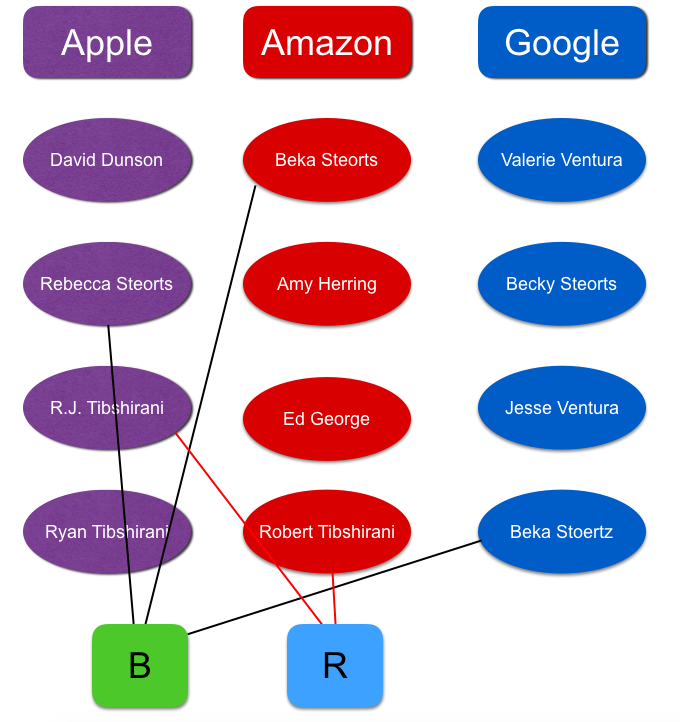 Apple
Amazon
Google
David Dunson
Beka Steorts
Valerie Ventura
Rebecca Steorts
Amy Herring
Becky Steorts
R.J. Tibshirani
Ed George
Jesse Ventura
Ryan Tibshirani
Robert Tibshirani
Beka Stoertz
B
R